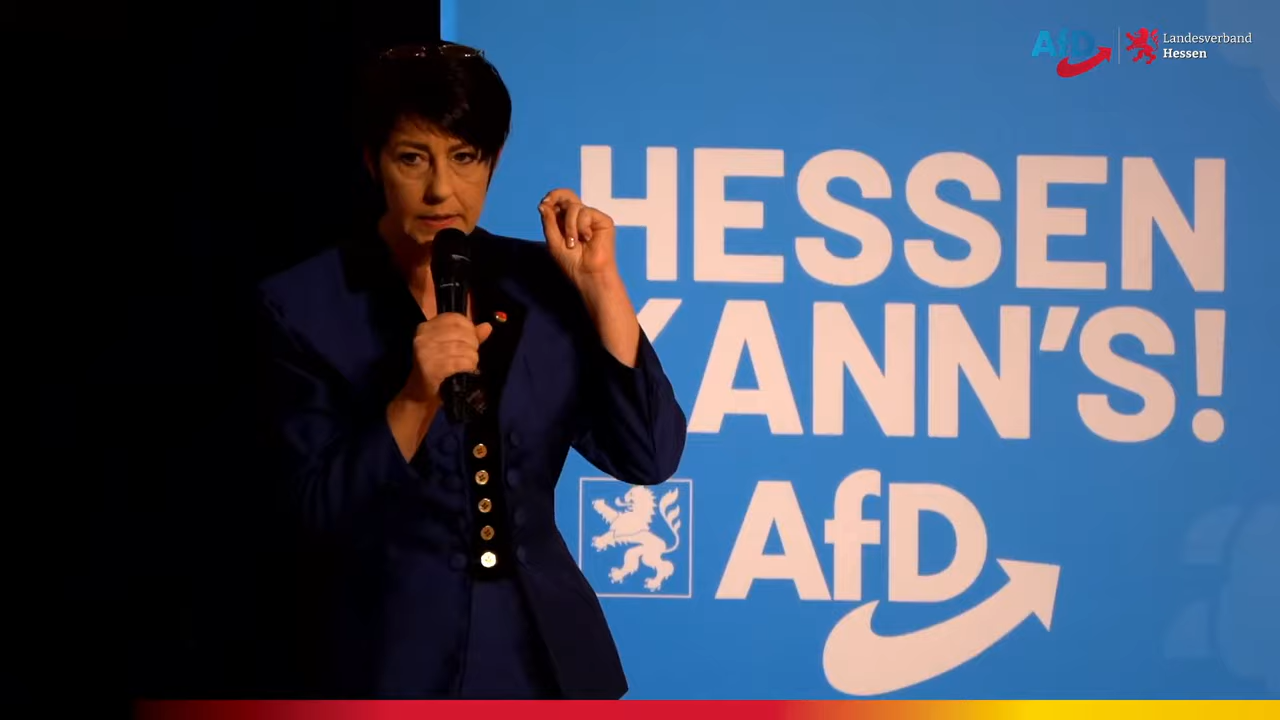 AfD
Landesverband
Hessen
HESSEN
KANN'S!
AfD